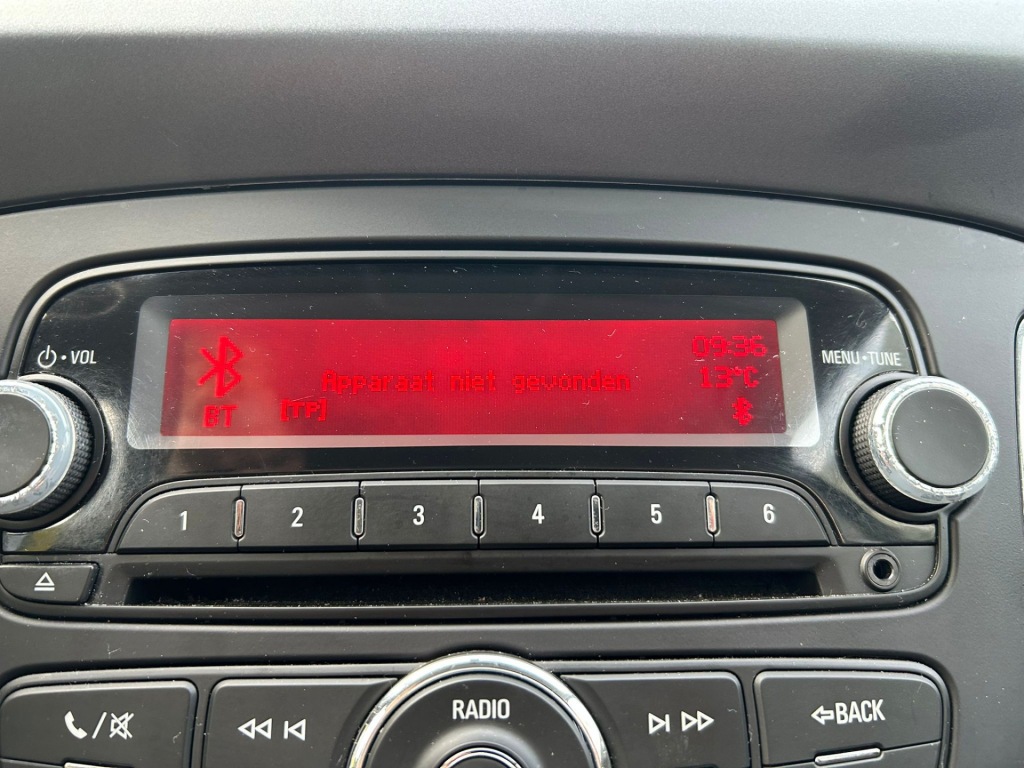 VOL
MENU•TUNE
09:36
Apparaat niet gevonden
13°C
BT
[TP]
1 2 3 4 5 6
RADIO
BACK